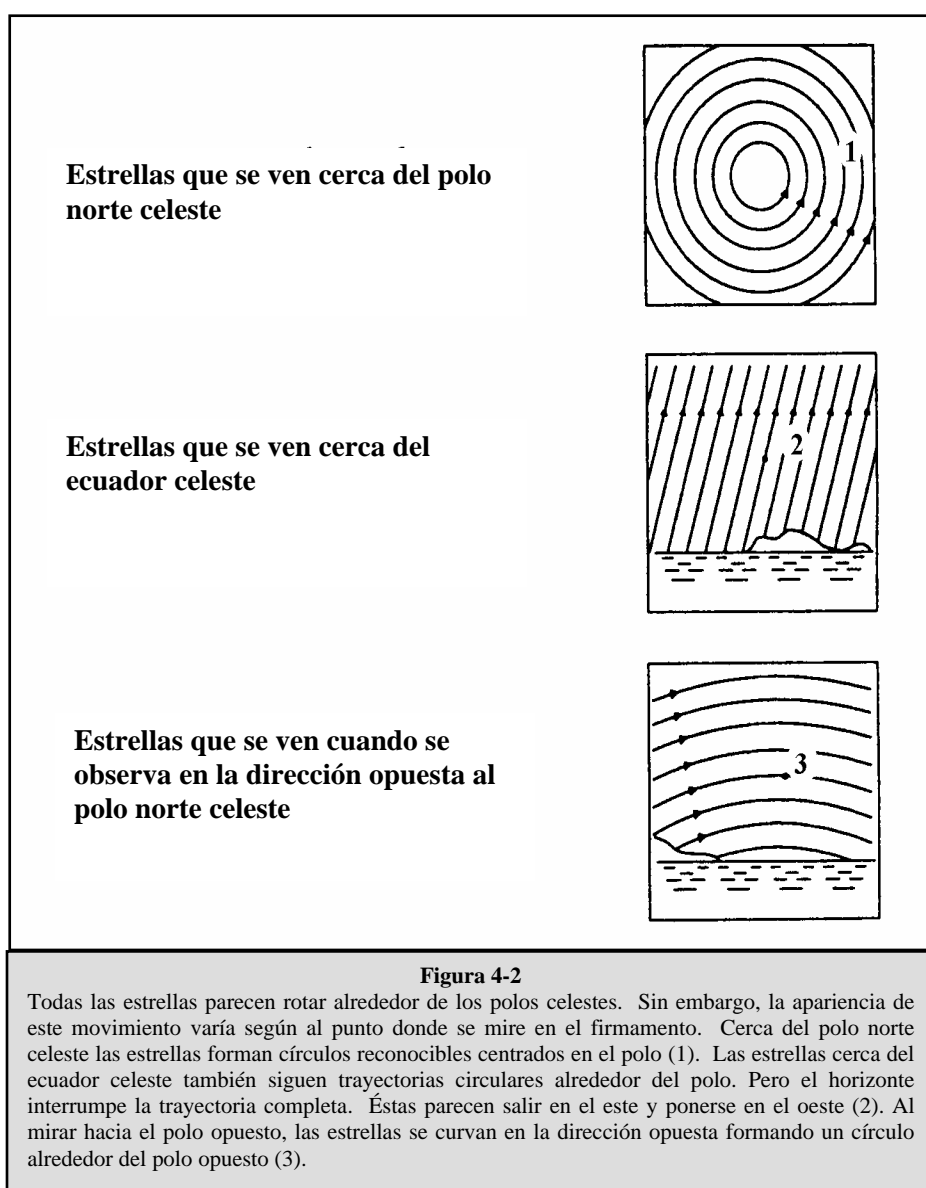 Estrellas que se ven cerca del polo
norte celeste
1
Estrellas que se ven cerca del
ecuador celeste
2
Estrellas que se ven cuando se
observa en la dirección opuesta al
polo norte celeste
3
Figura 4-2
Todas las estrellas parecen rotar alrededor de los polos celestes. Sin embargo, la apariencia de
este movimiento varía según al punto donde se mire en el firmamento. Cerca del polo norte
celeste las estrellas forman círculos reconocibles centrados en el polo (1). Las estrellas cerca del
ecuador celeste también siguen trayectorias circulares alrededor del polo. Pero el horizonte
interrumpe la trayectoria completa. Éstas parecen salir en el este y ponerse en el oeste (2). Al
mirar hacia el polo opuesto, las estrellas se curvan en la dirección opuesta formando un círculo
alrededor del polo opuesto (3).